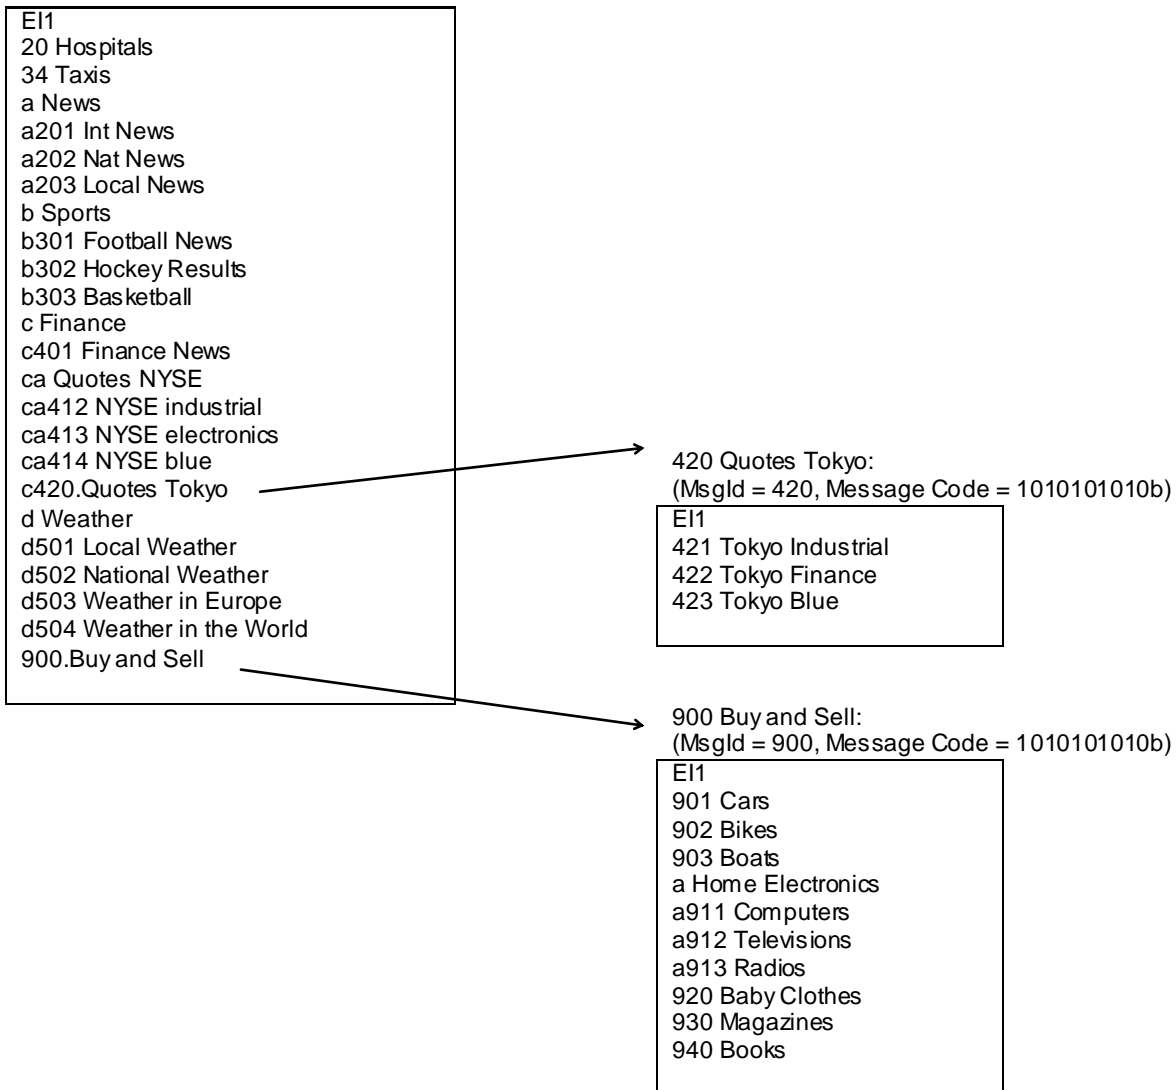 EI1
20 Hospitals
34 Taxis
a News
a201 Int News
a202 Nat News
a203 Local News
b Sports
b301 Football News
b302 Hockey Results
b303 Basketball
c Finance
c401 Finance News
ca Quotes NYSE
ca412 NYSE industrial
ca413 NYSE electronics
ca414 NYSE blue
c420.Quotes Tokyo
d Weather
d501 Local Weather
d502 National Weather
d503 Weather in Europe
d504 Weather in the World
900.Buy and Sell
420 Quotes Tokyo:
(MsgId = 420, Message Code = 1010101010b)
EI1
421 Tokyo Industrial
422 Tokyo Finance
423 Tokyo Blue
900 Buy and Sell:
(MsgId = 900, Message Code = 1010101010b)
EI1
901 Cars
902 Bikes
903 Boats
a Home Electronics
a911 Computers
a912 Televisions
a913 Radios
920 Baby Clothes
930 Magazines
940 Books